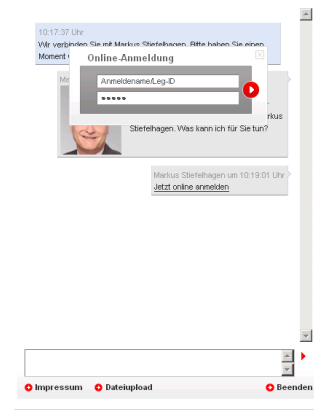 10:17:37 Uhr
Wir verbinden Sie mit Markus Stiefelhagen. Bitte haben Sie einen
Moment
Online-Anmeldung
Anmeldename/Leg-ID
•••••
Stiefelhagen. Was kann ich für Sie tun?
Markus Stiefelhagen um 10:19:01 Uhr
Jetzt online anmelden
Impressum
Dateiupload
Beenden